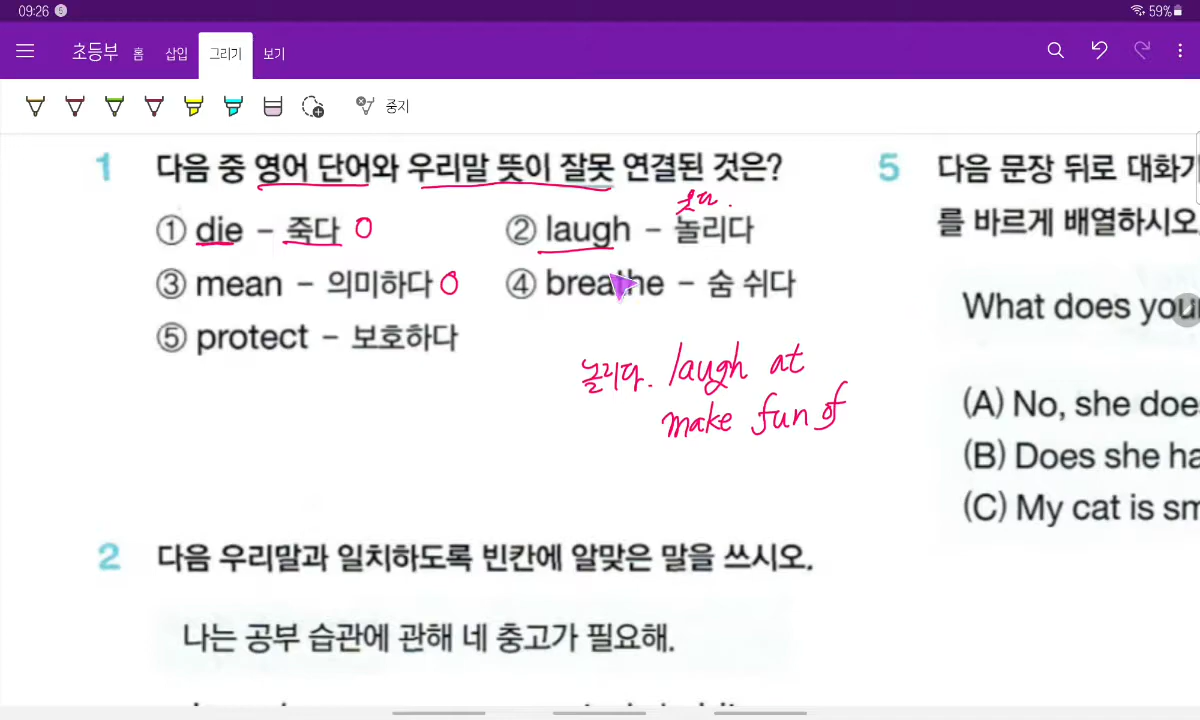 09:26 S 59%
초등부 홈 삽입 그리기 보기
중지
1 다음 중 영어 단어와 우리말 뜻이 잘못 연결된 것은?
웃다.
① die - 죽다 O ② laugh - 놀리다
③ mean - 의미하다 O ④ breathe - 숨 쉬다
⑤ protect - 보호하다
놀리다. laugh at
make fun of
2 다음 우리말과 일치하도록 빈칸에 알맞은 말을 쓰시오.
나는 공부 습관에 관해 네 충고가 필요해.
5 다음 문장 뒤로 대화가
를 바르게 배열하시오.
What does you
(A) No, she doe
(B) Does she ha
(C) My cat is sm